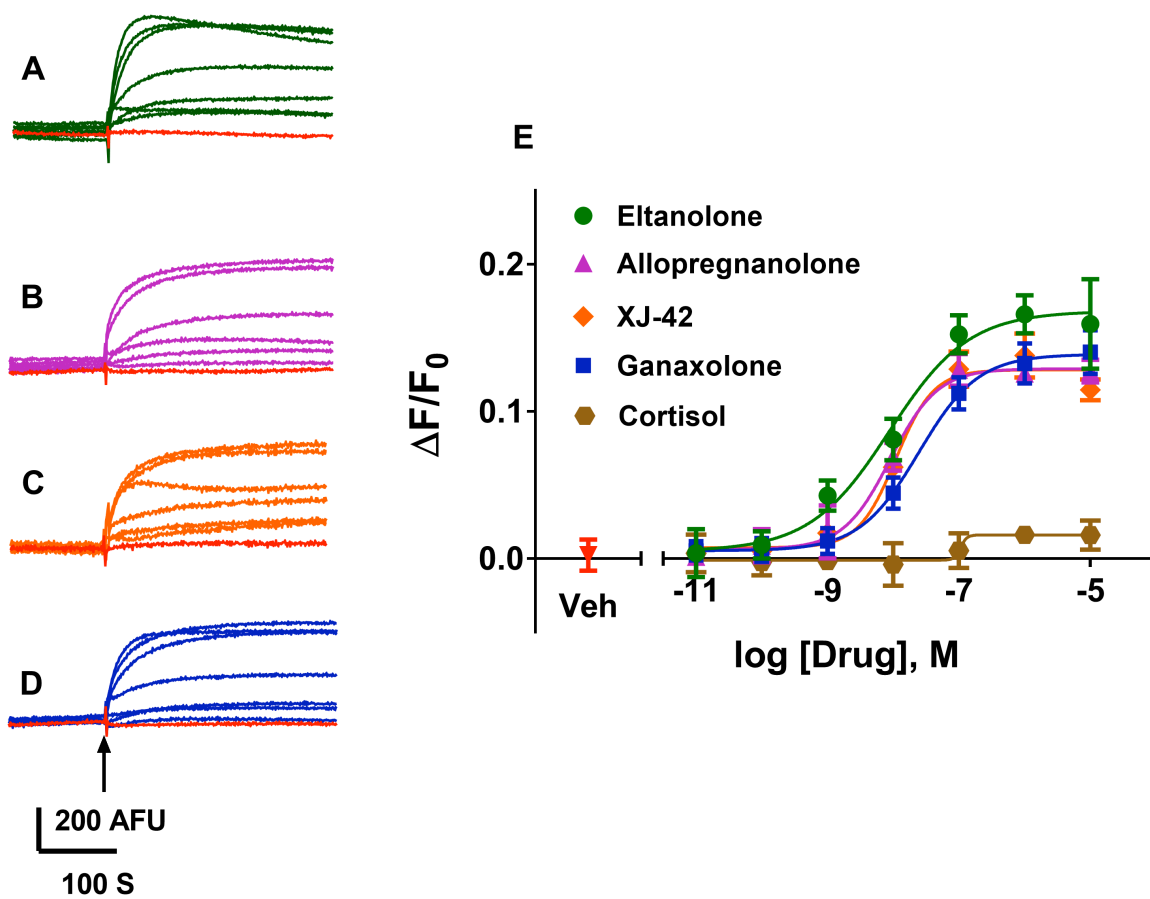 A
B
C
D
200 AFU
100 S
E
Eltanolone
Allopregnanolone
XJ-42
Ganaxolone
Cortisol
ΔF/F0
0.2
0.1
0.0
Veh
-11
-9
-7
-5
log [Drug], M